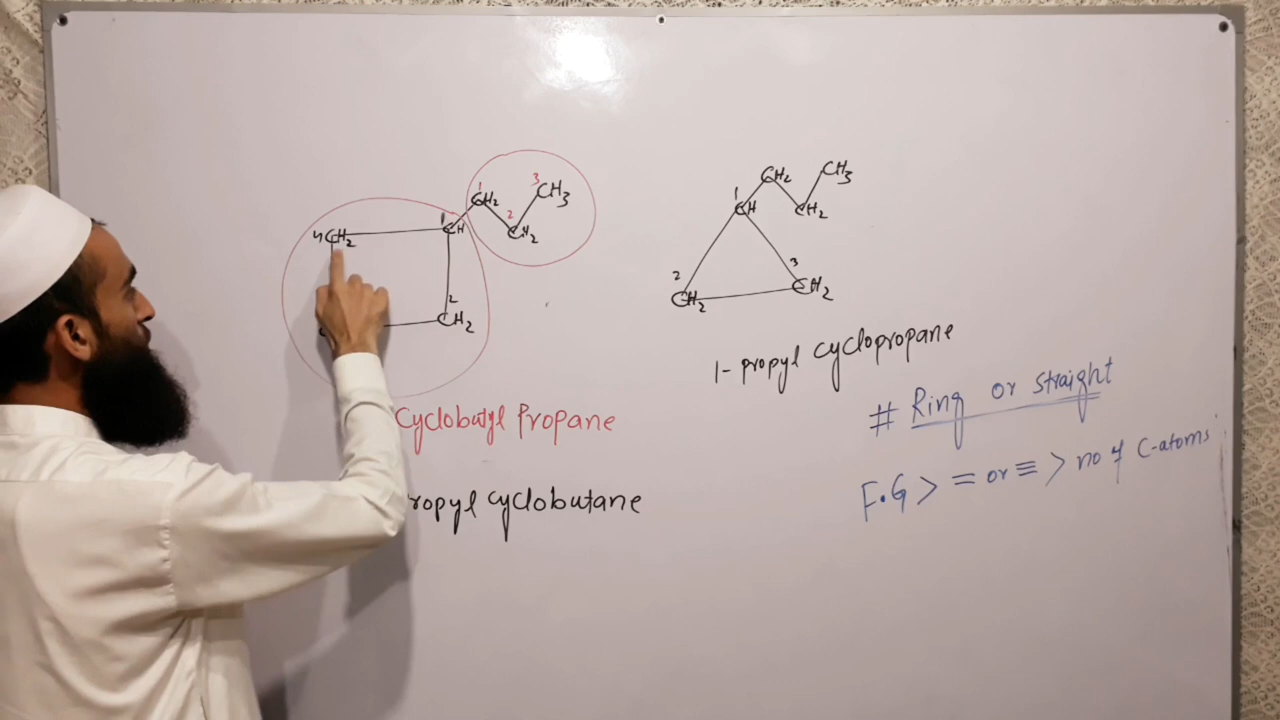 1 CH2
2 CH2
3 CH3
4 CH2
1 CH
2 CH2
CH2
CH3
CH2
1 CH
2 CH2
3 CH2
Cyclobutyl Propane
ropyl cyclobutane
1- propyl cyclopropane
# Ring or straight
F.G > = or ≡ > no of C-atoms